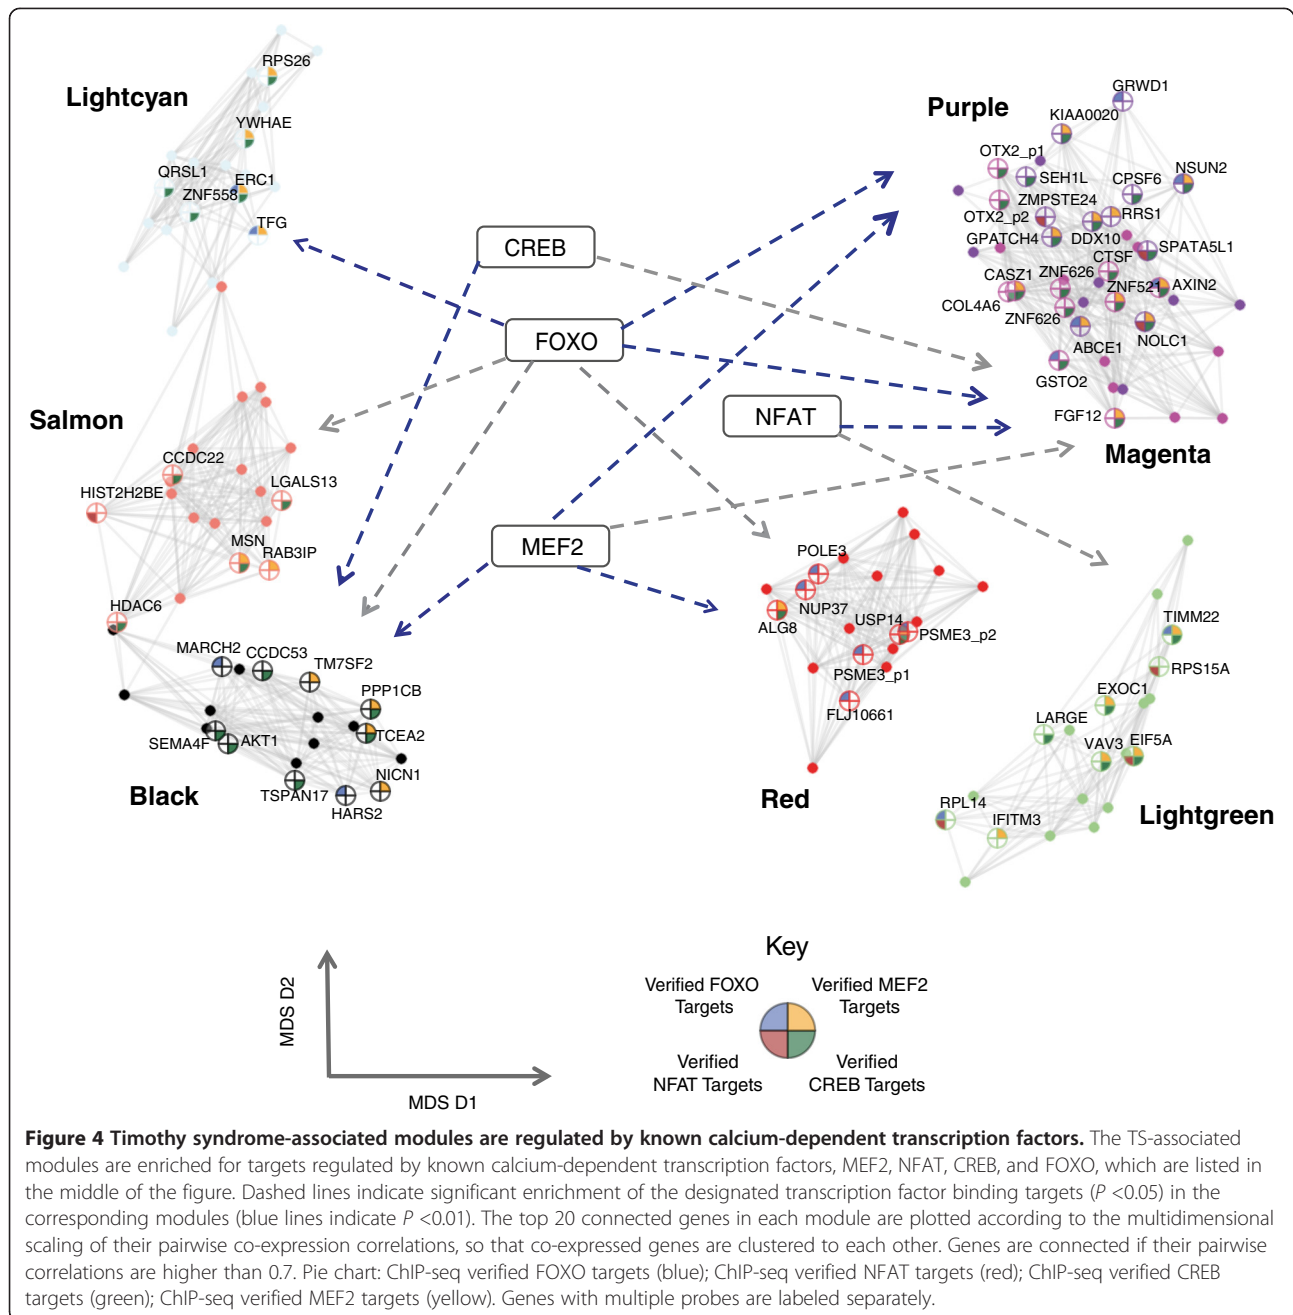 Lightcyan
RPS26
YWHAE
QRSL1
ERC1
ZNF558
TFG
Purple
GRWD1
KIAA0020
OTX2_p1
SEH1L
CPSF6
NSUN2
ZMPSTE24
OTX2_p2
RRS1
GPATCH4
DDX10
SPATA5L1
CTSF
CASZ1
ZNF626
ZNF521
AXIN2
COL4A6
ZNF626
ABCE1
NOLC1
GSTO2
FGF12
Magenta
CREB
FOXO
NFAT
MEF2
Salmon
CCDC22
HIST2H2BE
LGALS13
MSN
RAB3IP
HDAC6
MARCH2
CCDC53
TM7SF2
PPP1CB
SEMA4F
AKT1
TCEA2
NICN1
TSPAN17
HARS2
Black
POLE3
NUP37
ALG8
USP14
PSME3_p2
PSME3_p1
FLJ10661
Red
TIMM22
RPS15A
EXOC1
LARGE
VAV3
EIF5A
RPL14
IFITM3
Lightgreen
MDS D2
MDS D1
Key
Verified FOXO
Targets
Verified MEF2
Targets
Verified
NFAT Targets
Verified
CREB Targets
Figure 4 Timothy syndrome-associated modules are regulated by known calcium-dependent transcription factors. The TS-associated
modules are enriched for targets regulated by known calcium-dependent transcription factors, MEF2, NFAT, CREB, and FOXO, which are listed in
the middle of the figure. Dashed lines indicate significant enrichment of the designated transcription factor binding targets (P <0.05) in the
corresponding modules (blue lines indicate P <0.01). The top 20 connected genes in each module are plotted according to the multidimensional
scaling of their pairwise co-expression correlations, so that co-expressed genes are clustered to each other. Genes are connected if their pairwise
correlations are higher than 0.7. Pie chart: ChIP-seq verified FOXO targets (blue); ChIP-seq verified NFAT targets (red); ChIP-seq verified CREB
targets (green); ChIP-seq verified MEF2 targets (yellow). Genes with multiple probes are labeled separately.